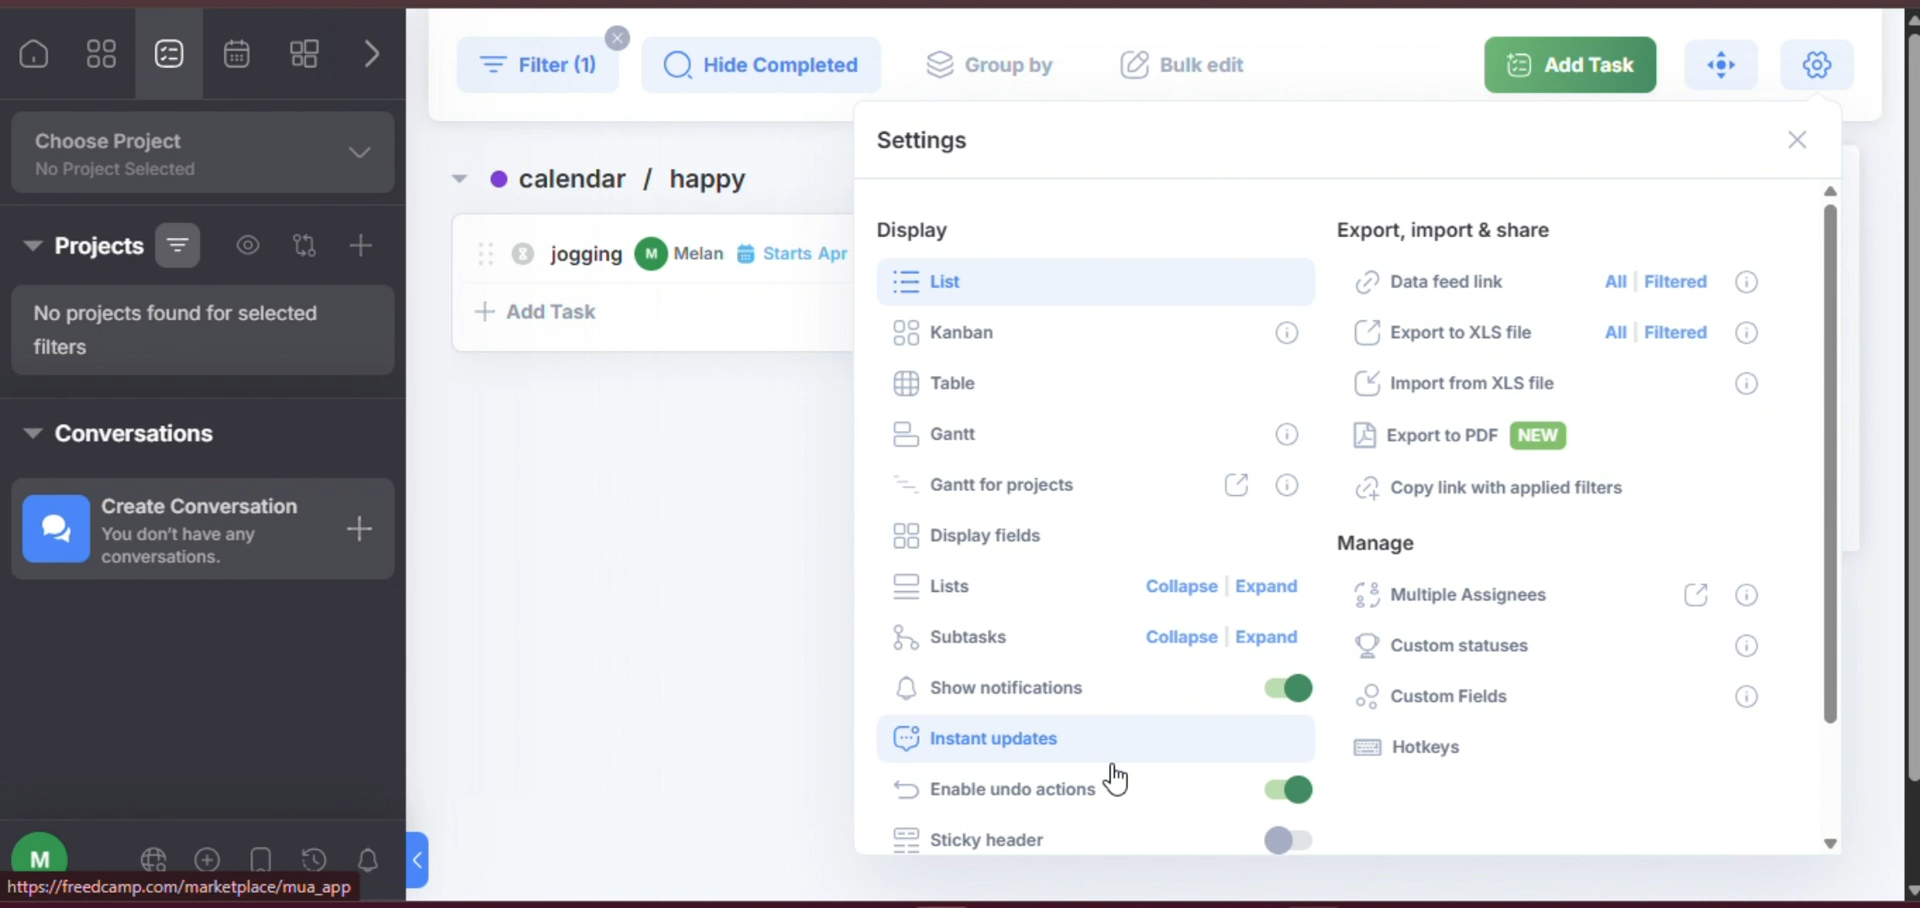 Filter (1)
Hide Completed
Group by
Bulk edit
Add Task
Choose Project
No Project Selected
Projects
No projects found for selected
filters
Conversations
Create Conversation
You don't have any
conversations.
M
https://freedcamp.com/marketplace/mua_app
calendar / happy
jogging M Melan Starts Apr
Add Task
Settings
Display
List
Kanban
Table
Gantt
Gantt for projects
Display fields
Lists Collapse | Expand
Subtasks Collapse | Expand
Show notifications
Instant updates
Enable undo actions
Sticky header
Export, import & share
Data feed link All | Filtered
Export to XLS file All | Filtered
Import from XLS file
Export to PDF NEW
Copy link with applied filters
Manage
Multiple Assignees
Custom statuses
Custom Fields
Hotkeys